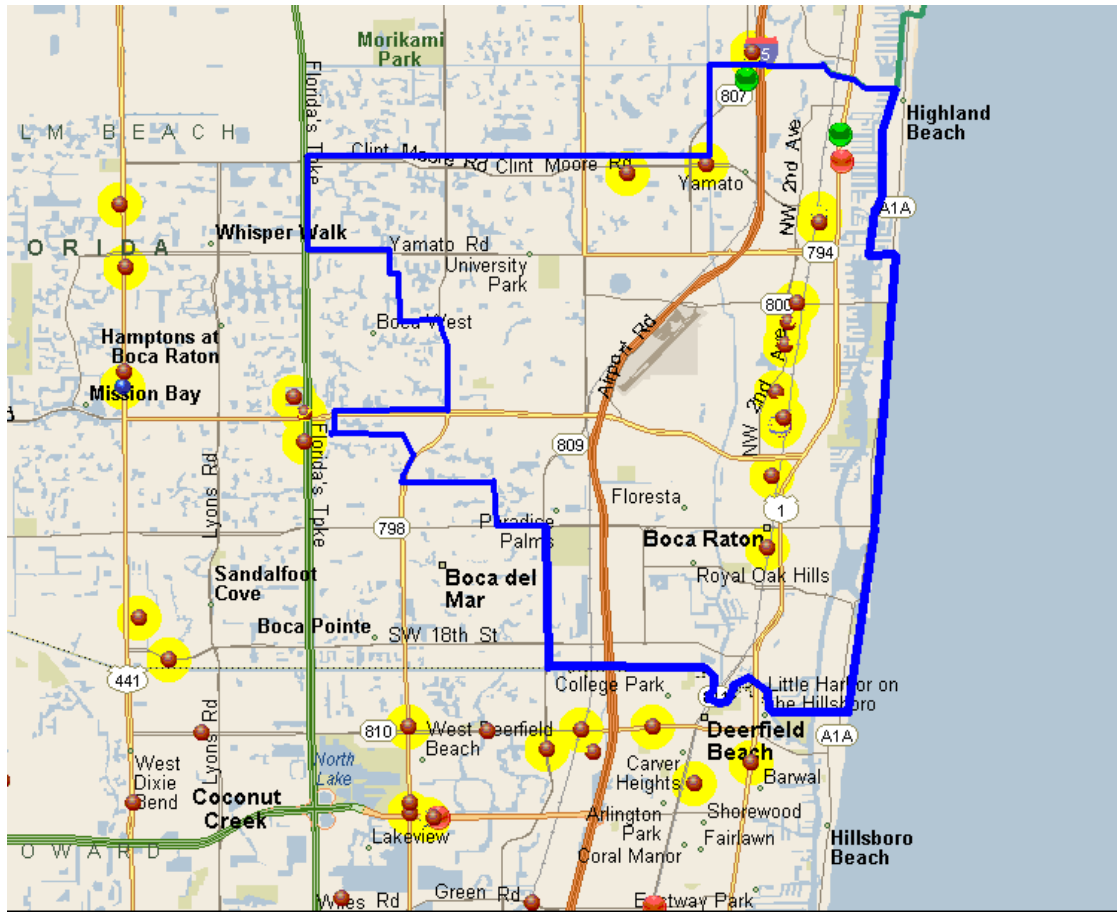 Morikami
Park
5
807
Florida's Tpke
Highland
Beach
LM BEACH
Clint Moore Rd
Clint Moore Rd
Yamato
NW 2nd Ave
A1A
Whisper Walk
ORIDA
Yamato Rd
University
Park
794
800
Boca West
Hamptons at
Boca Raton
Mission Bay
Airport Rd
NW 2nd Ave
Florida's Tpke
809
Lyons Rd
Floresta
1
798
Paradise
Palms
Boca Raton
Sandalfoot
Cove
Boca del
Mar
Royal Oak Hills
Boca Pointe
SW 18th St
441
College Park
Little Harbor on
the Hillsboro
Lyons Rd
810
West Deerfield
Beach
Deerfield
Beach
A1A
West
Dixie
Bend
North
Lake
Carver
Heights
Barwal
Coconut
Creek
Arlington
Park
Shorewood
Lakeview
Fairlawn
Coral Manor
Hillsboro
Beach
OWARD
Wiles Rd
Green Rd
Eastway Park